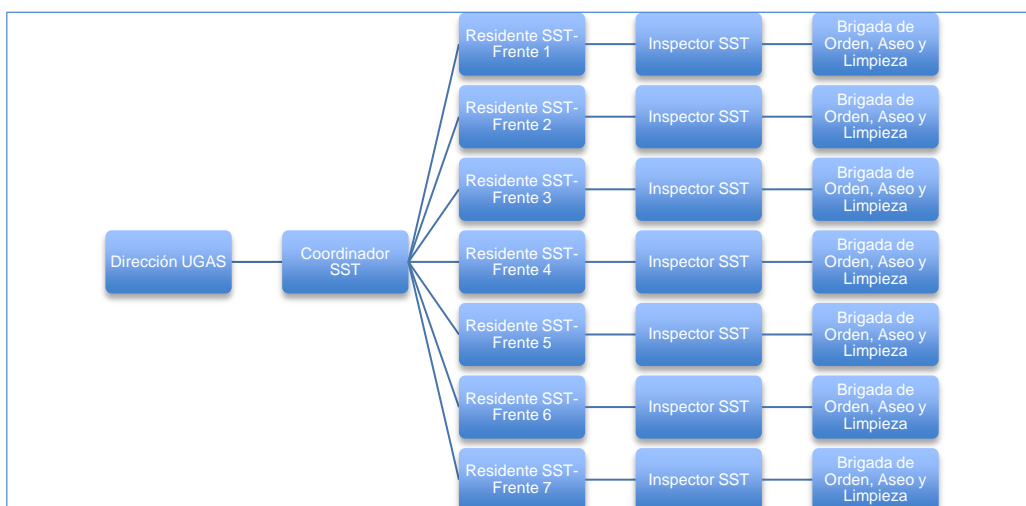 Residente SST-
Frente 1
Inspector SST
Brigada de
Orden, Aseo y
Limpieza
Residente SST-
Frente 2
Inspector SST
Brigada de
Orden, Aseo y
Limpieza
Residente SST-
Frente 3
Inspector SST
Brigada de
Orden, Aseo y
Limpieza
Dirección UGAS
Coordinador
SST
Residente SST-
Frente 4
Inspector SST
Brigada de
Orden, Aseo y
Limpieza
Residente SST-
Frente 5
Inspector SST
Brigada de
Orden, Aseo y
Limpieza
Residente SST-
Frente 6
Inspector SST
Brigada de
Orden, Aseo y
Limpieza
Residente SST-
Frente 7
Inspector SST
Brigada de
Orden, Aseo y
Limpieza